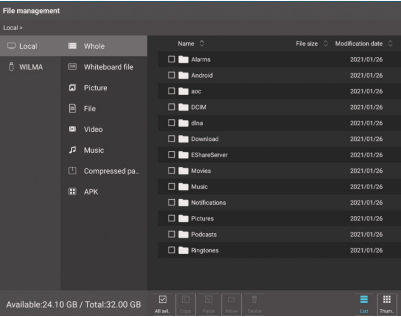 File management
Local >
Local
WILMA
Whole
Whiteboard file
Picture
File
Video
Music
Compressed pa..
APK
Name File size Modification date
Alarms 2021/01/26
Android 2021/01/26
aoc 2021/01/26
DCIM 2021/01/26
dlna 2021/01/26
Download 2021/01/26
EShareServer 2021/01/26
Movies 2021/01/26
Music 2021/01/26
Notifications 2021/01/26
Pictures 2021/01/26
Podcasts 2021/01/26
Ringtones 2021/01/26
Available:24.10 GB / Total:32.00 GB
All sel.. Copy Paste Move Delete List Thum..